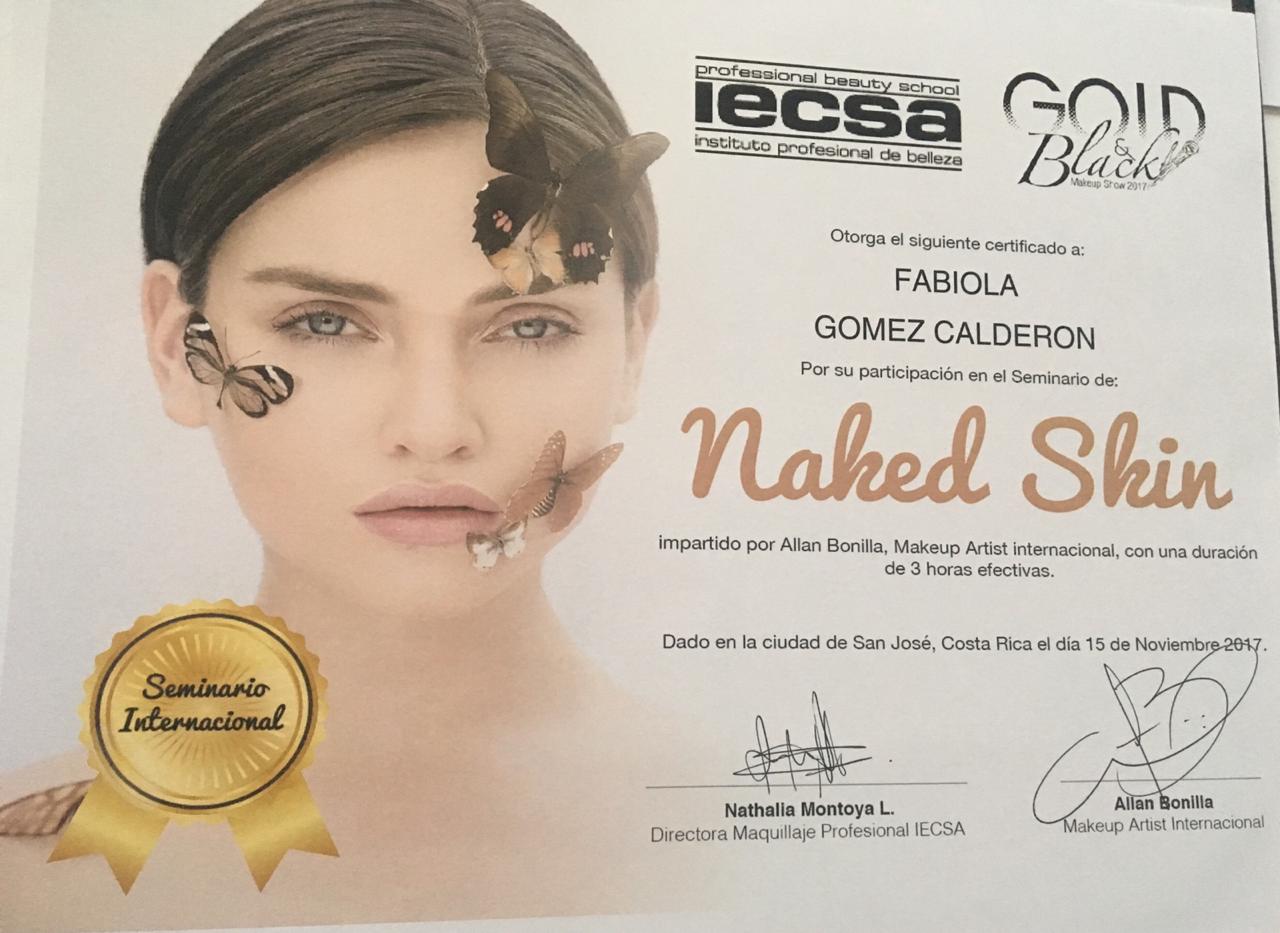 professional beauty school
iecsa
instituto profesional de belleza
GOLD
&
Black
Makeup Show 2017
Otorga el siguiente certificado a:
FABIOLA
GOMEZ CALDERON
Por su participación en el Seminario de:
Naked Skin
impartido por Allan Bonilla, Makeup Artist internacional, con una duración
de 3 horas efectivas.
Dado en la ciudad de San José, Costa Rica el día 15 de Noviembre 2017.
Seminario
Internacional
Nathalia Montoya L.
Directora Maquillaje Profesional IECSA
Allan Bonilla
Makeup Artist Internacional